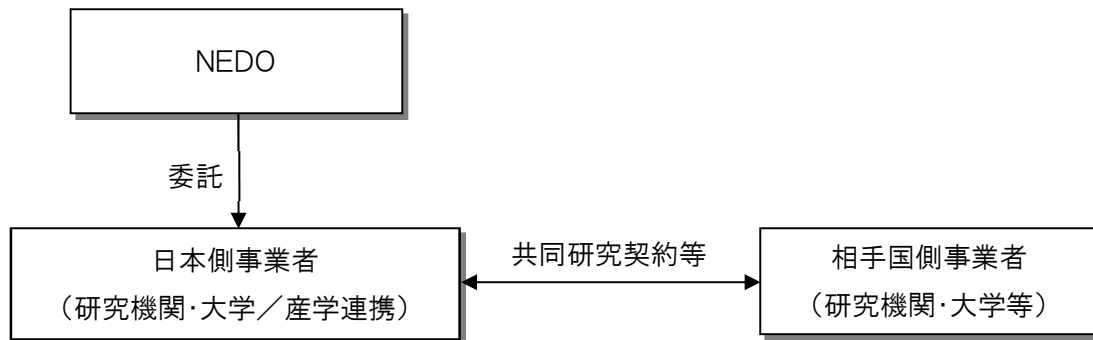 NEDO
委託
日本側事業者
（研究機関･大学／産学連携）
共同研究契約等
相手国側事業者
（研究機関･大学等）